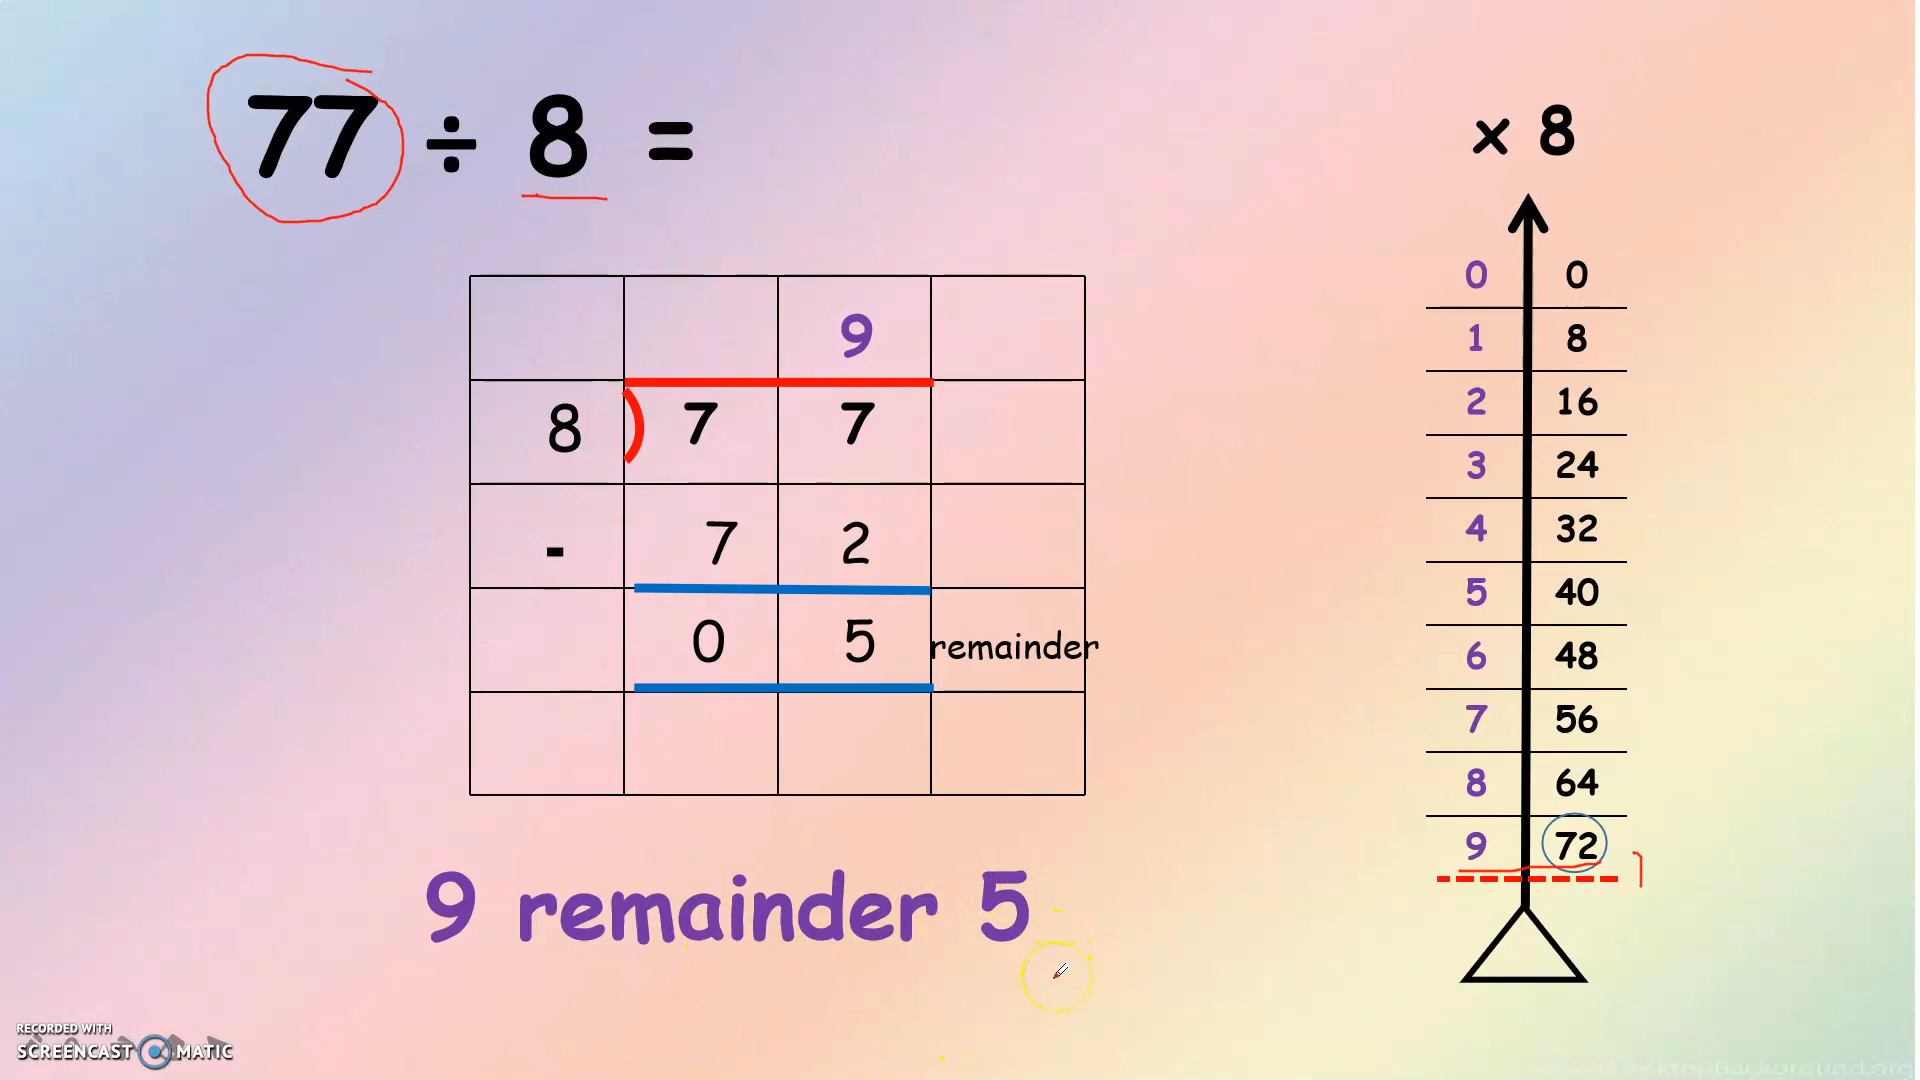 77 ÷ 8 =
9
8 ) 7 7
- 7 2
0 5 remainder
9 remainder 5
x 8
0 0
1 8
2 16
3 24
4 32
5 40
6 48
7 56
8 64
9 72
RECORDED WITH
SCREENCAST MATIC